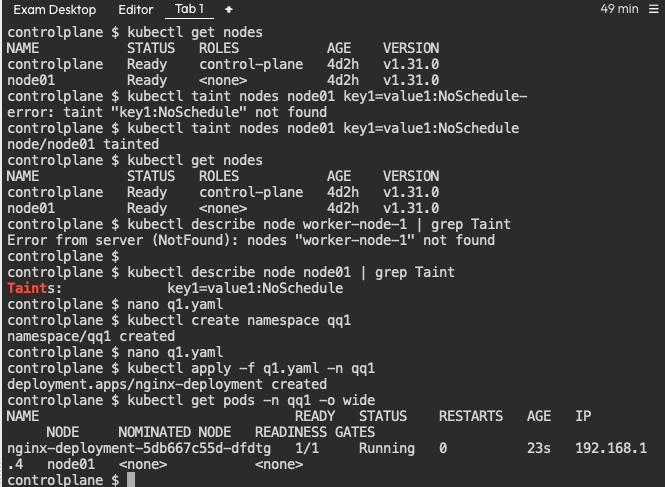 Exam Desktop Editor Tab 1 + 49 min
controlplane $ kubectl get nodes
NAME STATUS ROLES AGE VERSION
controlplane Ready control-plane 4d2h v1.31.0
node01 Ready <none> 4d2h v1.31.0
controlplane $ kubectl taint nodes node01 key1=value1:NoSchedule-
error: taint "key1:NoSchedule" not found
controlplane $ kubectl taint nodes node01 key1=value1:NoSchedule
node/node01 tainted
controlplane $ kubectl get nodes
NAME STATUS ROLES AGE VERSION
controlplane Ready control-plane 4d2h v1.31.0
node01 Ready <none> 4d2h v1.31.0
controlplane $ kubectl describe node worker-node-1 | grep Taint
Error from server (NotFound): nodes "worker-node-1" not found
controlplane $
controlplane $ kubectl describe node node01 | grep Taint
Taints: key1=value1:NoSchedule
controlplane $ nano q1.yaml
controlplane $ kubectl create namespace qq1
namespace/qq1 created
controlplane $ nano q1.yaml
controlplane $ kubectl apply -f q1.yaml -n qq1
deployment.apps/nginx-deployment created
controlplane $ kubectl get pods -n qq1 -o wide
NAME READY STATUS RESTARTS AGE IP
NODE NOMINATED NODE READINESS GATES
nginx-deployment-5db667c55d-dfdtg 1/1 Running 0 23s 192.168.1
.4 node01 <none> <none>
controlplane $